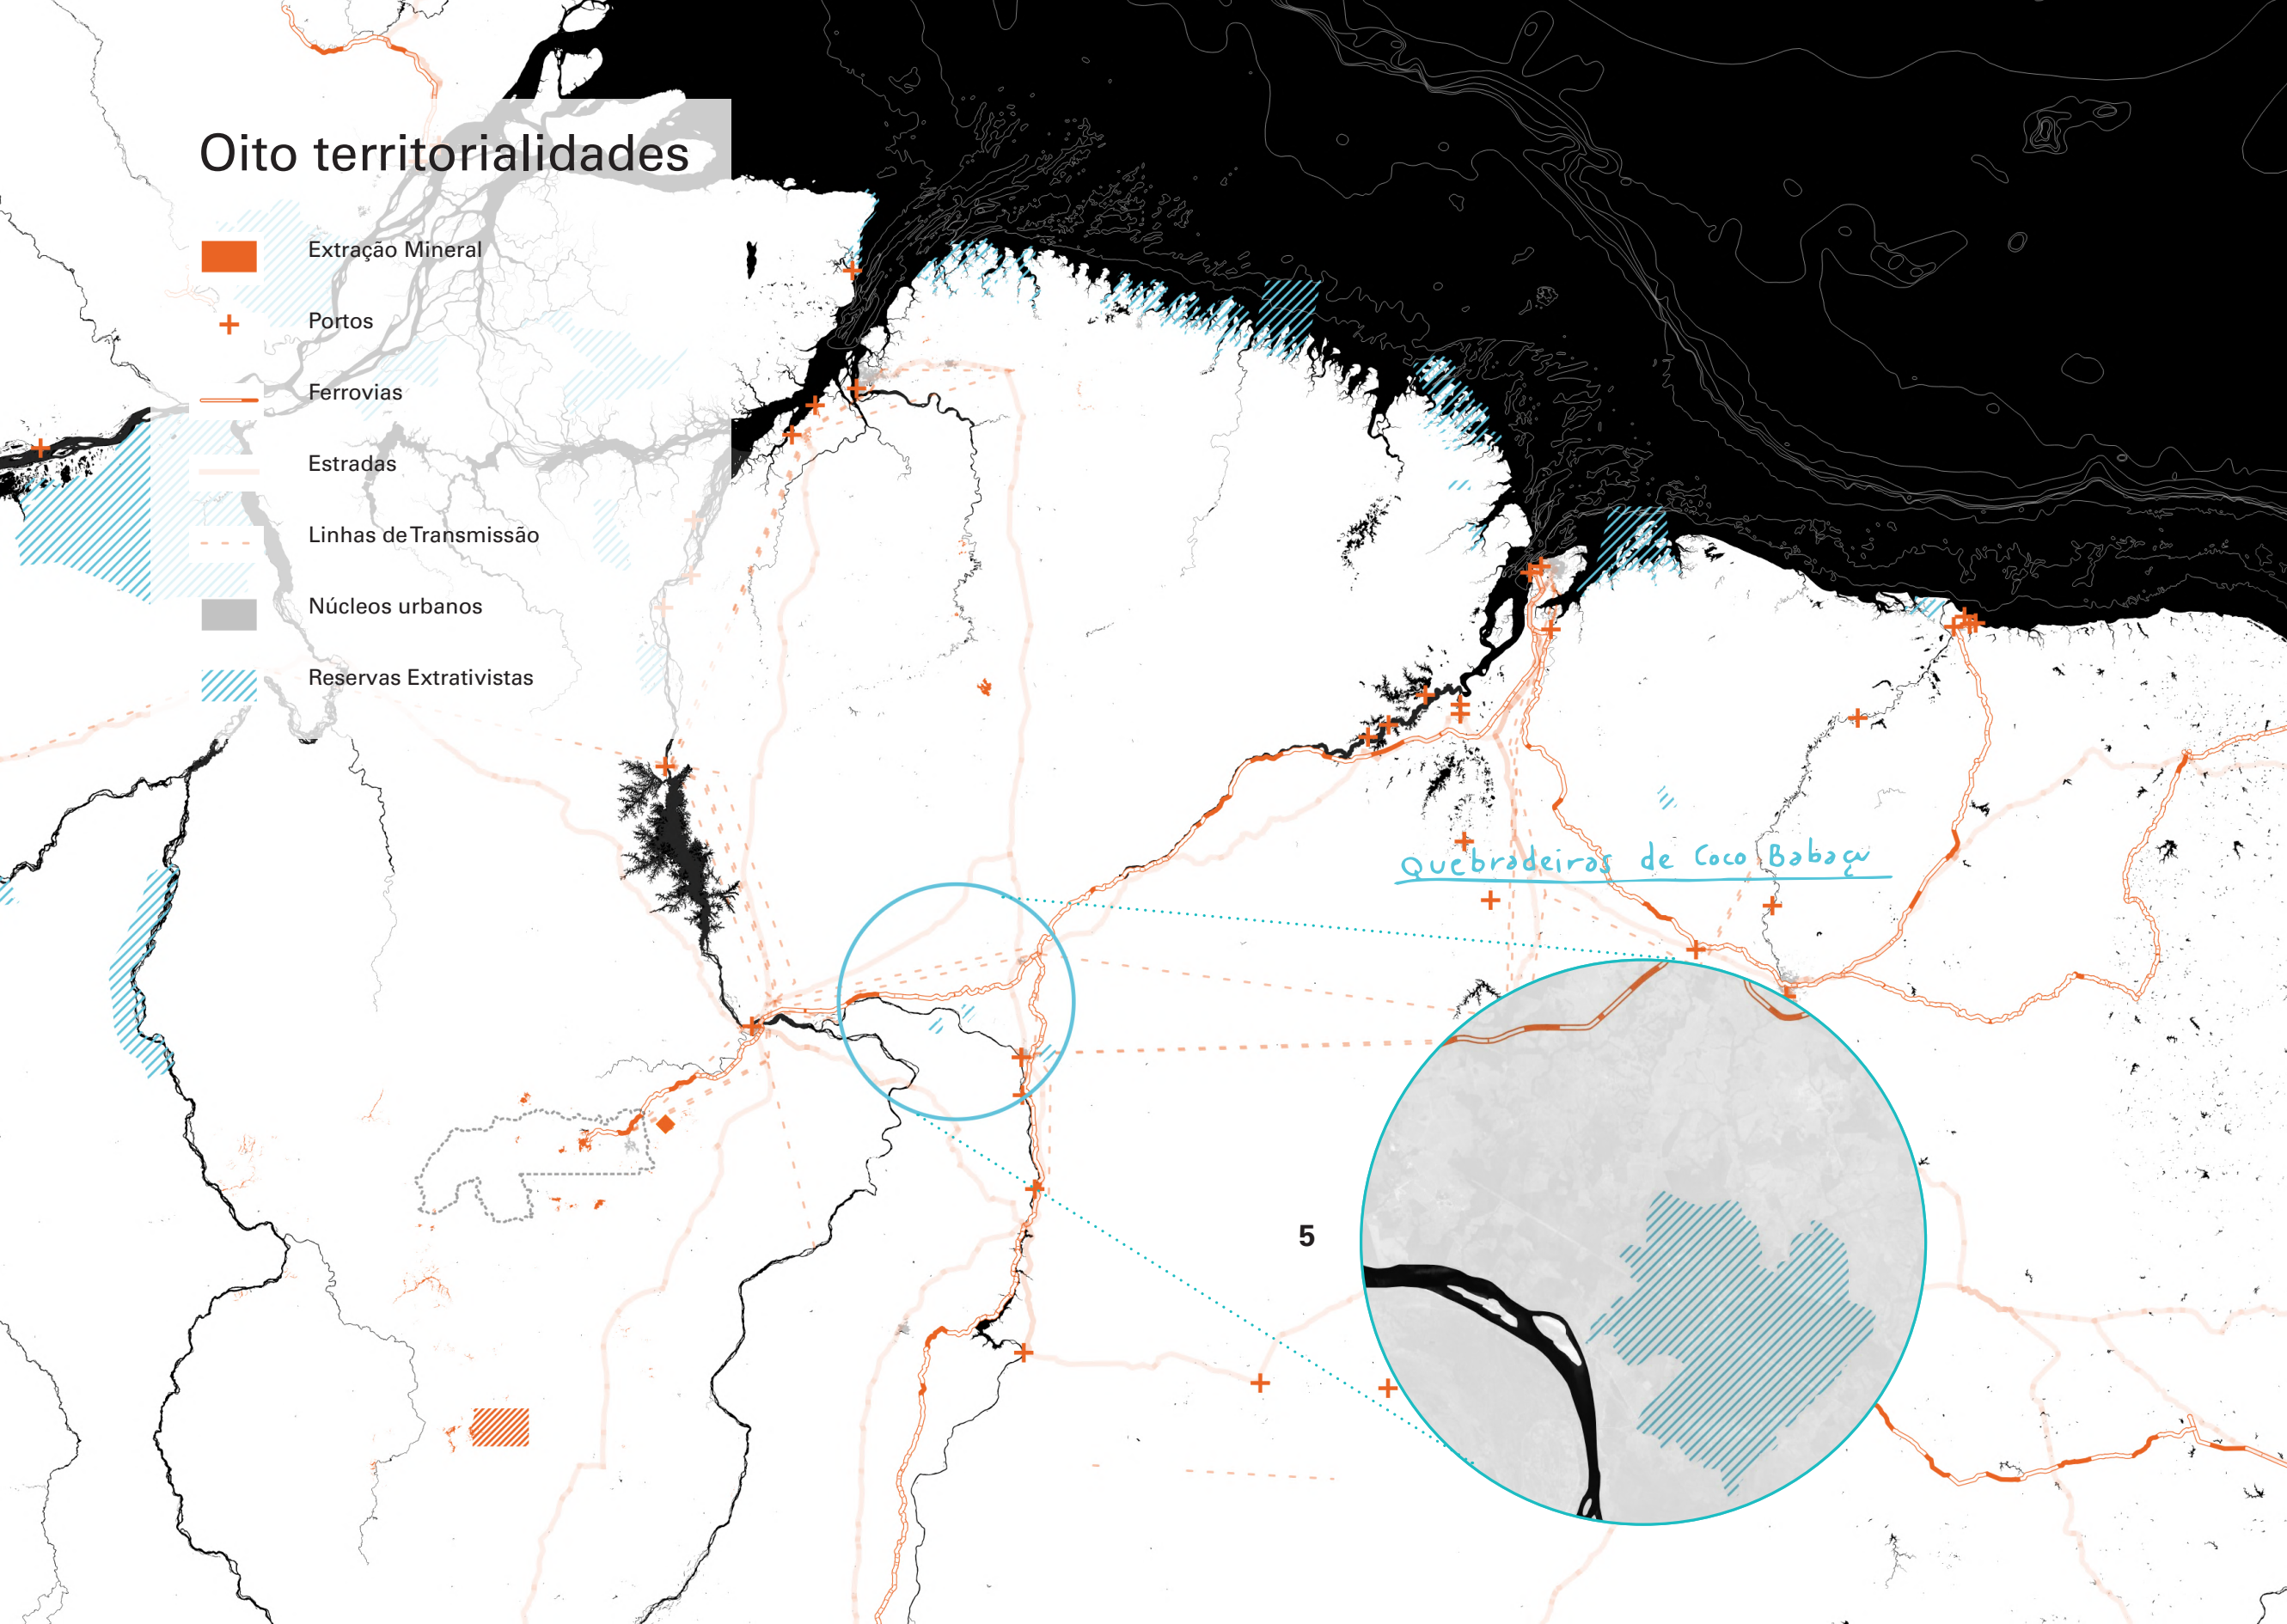 Oito territorialidades
Extração Mineral
Portos
Ferrovias
Estradas
Linhas de Transmissão
Núcleos urbanos
Reservas Extrativistas
Quebradeiras de Coco Babaçu
5